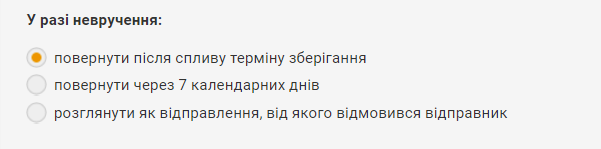 У разі невручення:
повернути після спливу терміну зберігання
повернути через 7 календарних днів
розглянути як відправлення, від якого відмовився відправник